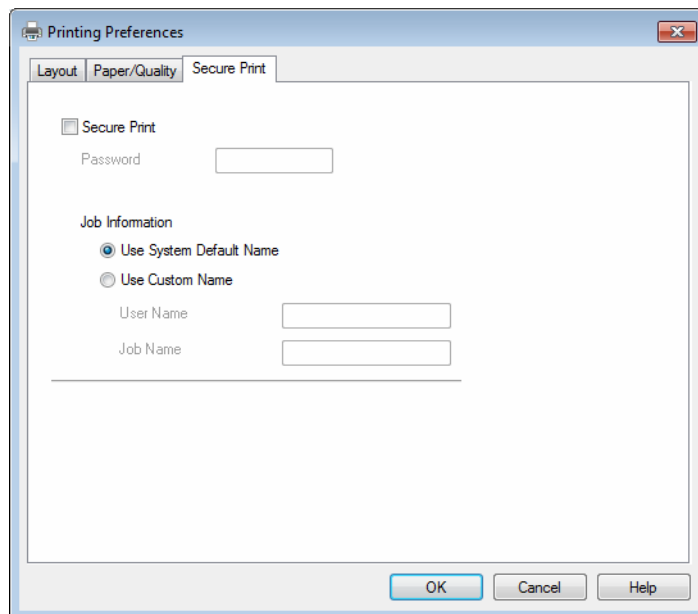 Printing Preferences
Layout Paper/Quality Secure Print
Secure Print
Password
Job Information
Use System Default Name
Use Custom Name
User Name
Job Name
OK Cancel Help